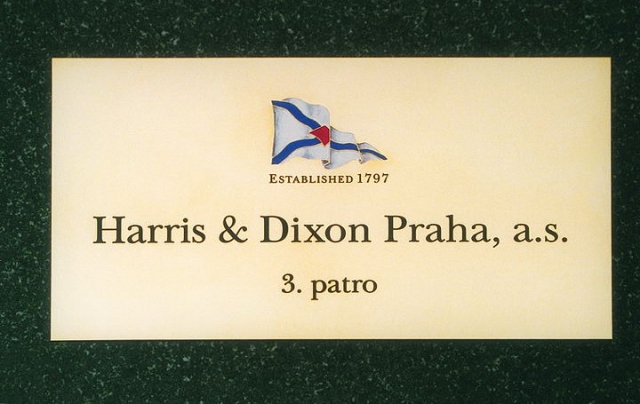 Established 1797
Harris & Dixon Praha, a.s.
3. patro